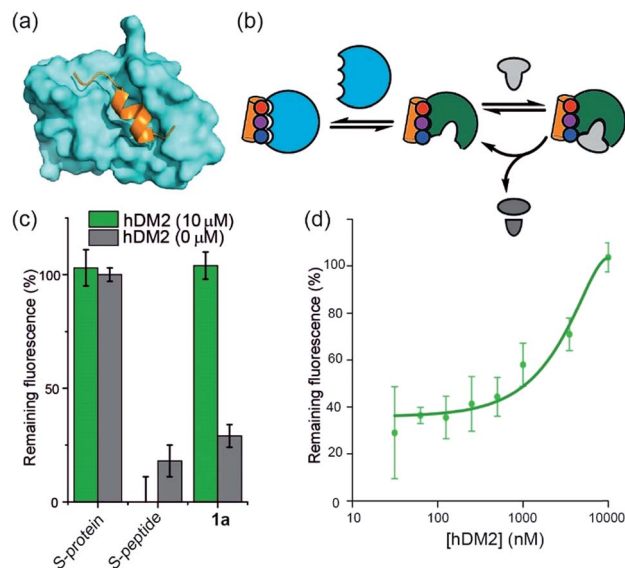 (a)
(b)
(c)
hDM2 (10 μM)
hDM2 (0 μM)
Remaining fluorescence (%)
100
50
0
S-protein
S-peptide
1a
(d)
Remaining fluorescence (%)
100
80
60
40
20
0
10
100
1000
10000
[hDM2] (nM)